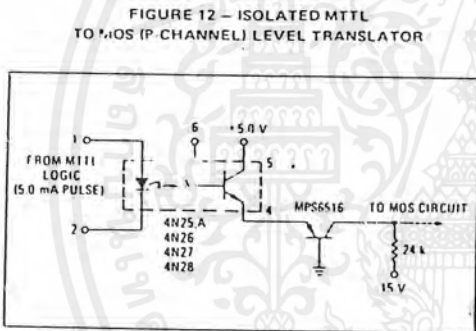 FIGURE 12 – ISOLATED MTTL
TO MOS (P-CHANNEL) LEVEL TRANSLATOR
1
6
+5.0 V
FROM MTTL
LOGIC
(5.0 mA PULSE)
5
2
4
4N25,A
4N26
4N27
4N28
MPS6516
TO MOS CIRCUIT
24 k
15 V